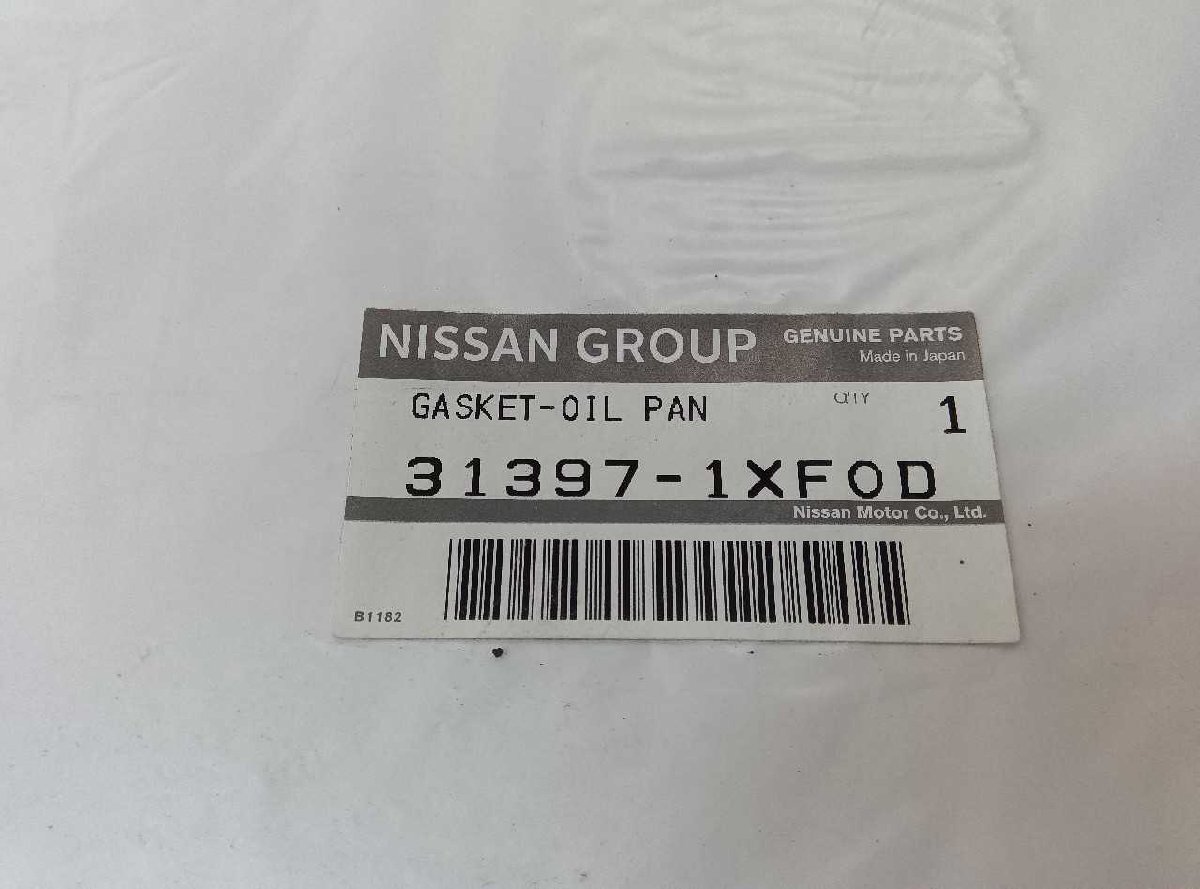 NISSAN GROUP GENUINE PARTS
Made in Japan
GASKET-OIL PAN QTY 1
31397-1XF0D
Nissan Motor Co., Ltd.
B1182